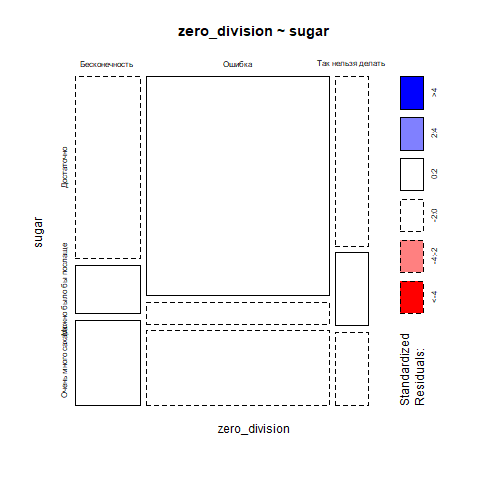 zero_division ~ sugar
Бесконечность
Ошибка
Так нельзя делать
sugar
Достаточно
Можно было бы послаще
Очень много сахара
zero_division
Standardized
Residuals:
<-4
-4:-2
-2:0
0:2
2:4
>4